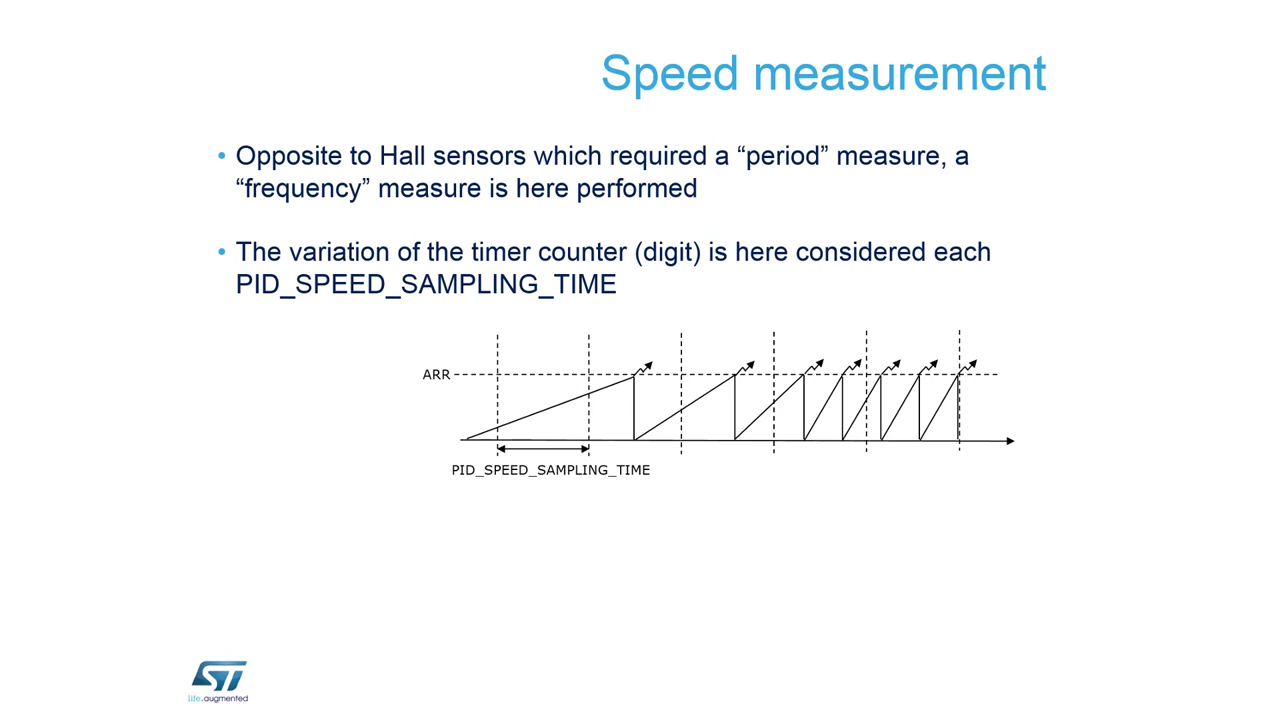 Speed measurement
• Opposite to Hall sensors which required a “period” measure, a
“frequency” measure is here performed
• The variation of the timer counter (digit) is here considered each
PID_SPEED_SAMPLING_TIME
ARR
PID_SPEED_SAMPLING_TIME
ST
life.augmented